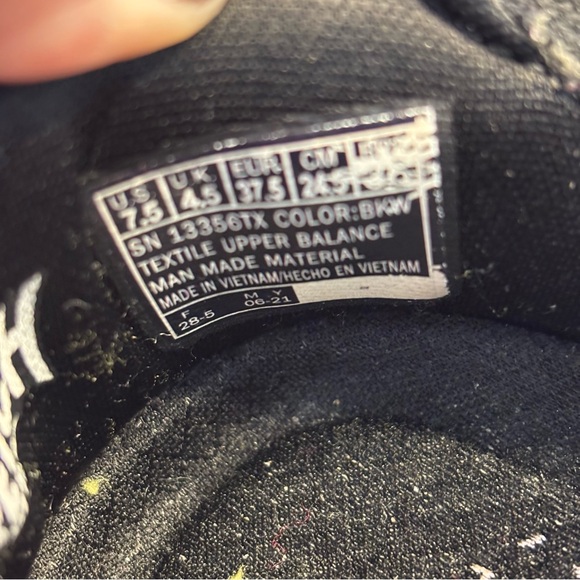 U.S. U.K. EUR. CM
7.5 4.5 37.5 24.5
SN 13356TX COLOR:BKW
TEXTILE UPPER BALANCE
MAN MADE MATERIAL
MADE IN VIETNAM/HECHO EN VIETNAM
F M Y
28-5 06-21